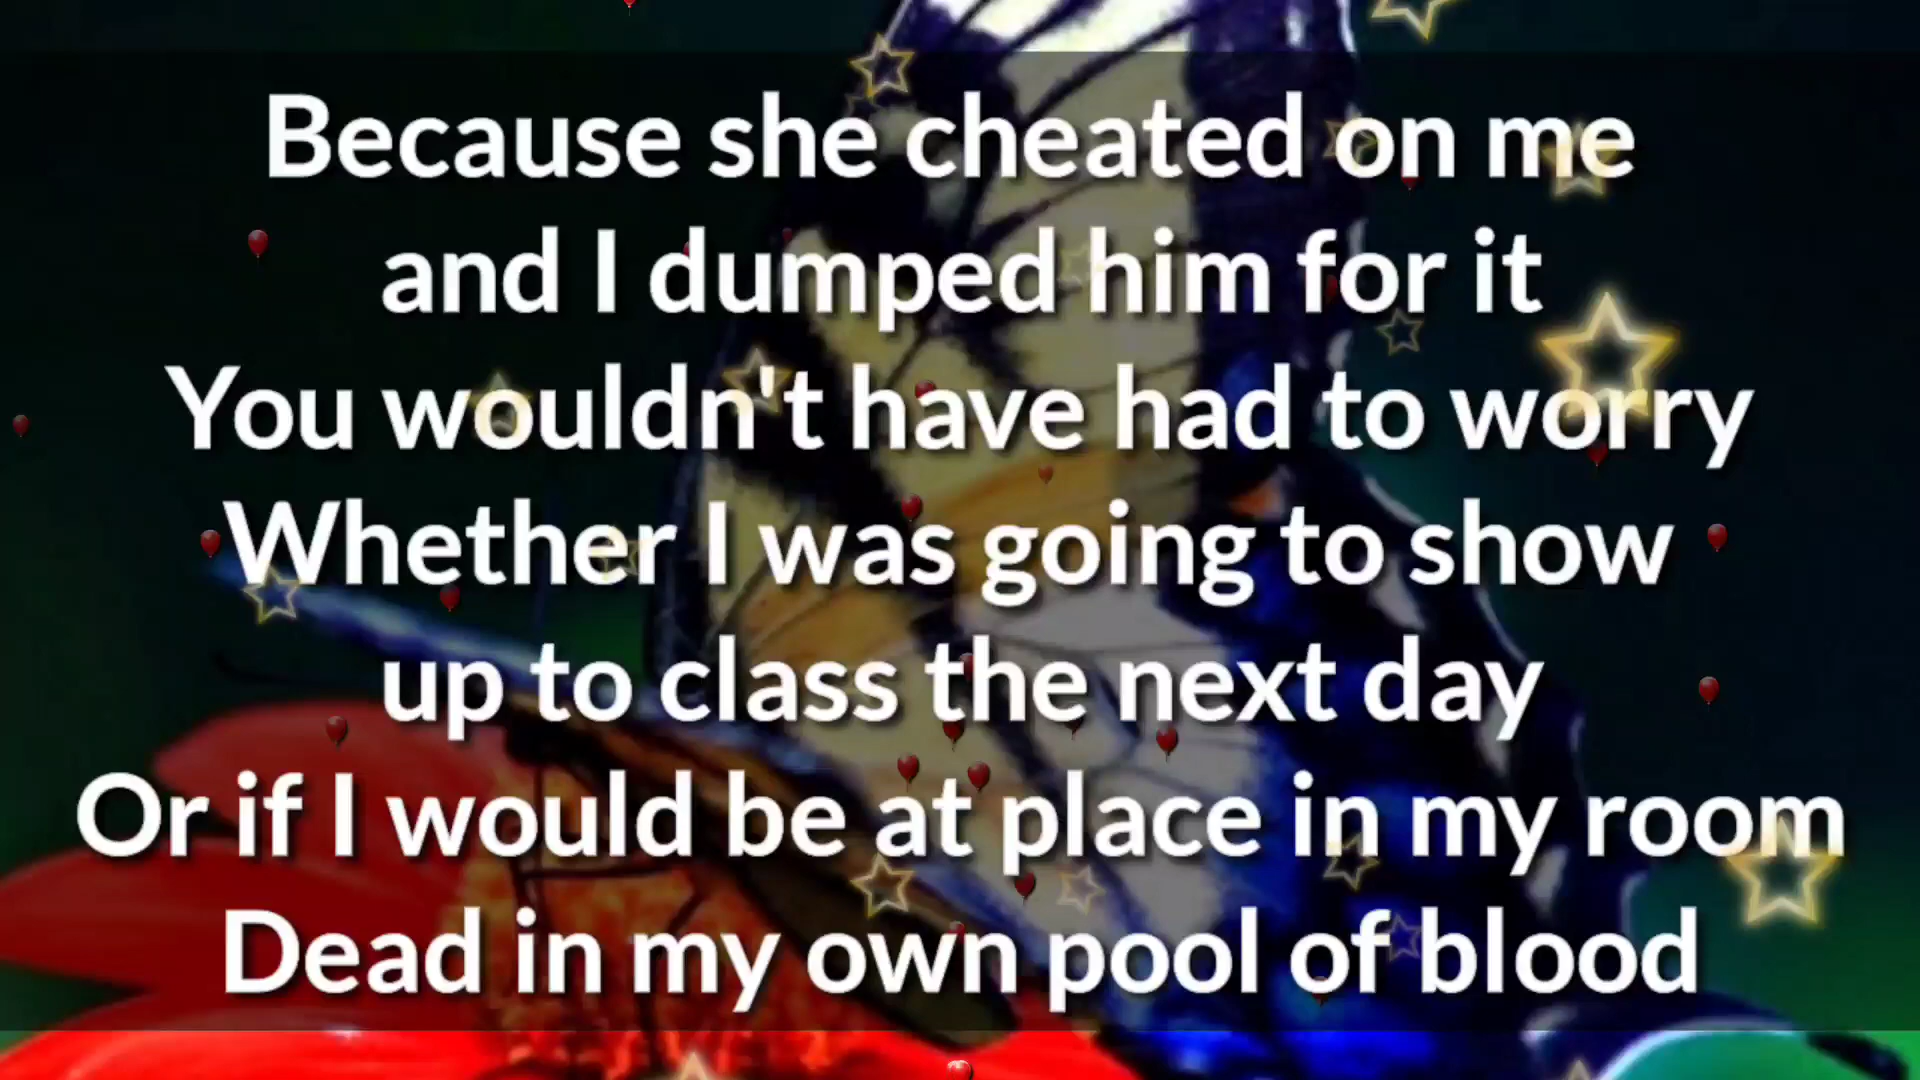 Because she cheated on me
and I dumped him for it
You wouldn't have had to worry
Whether I was going to show
up to class the next day
Or if I would be at place in my room
Dead in my own pool of blood